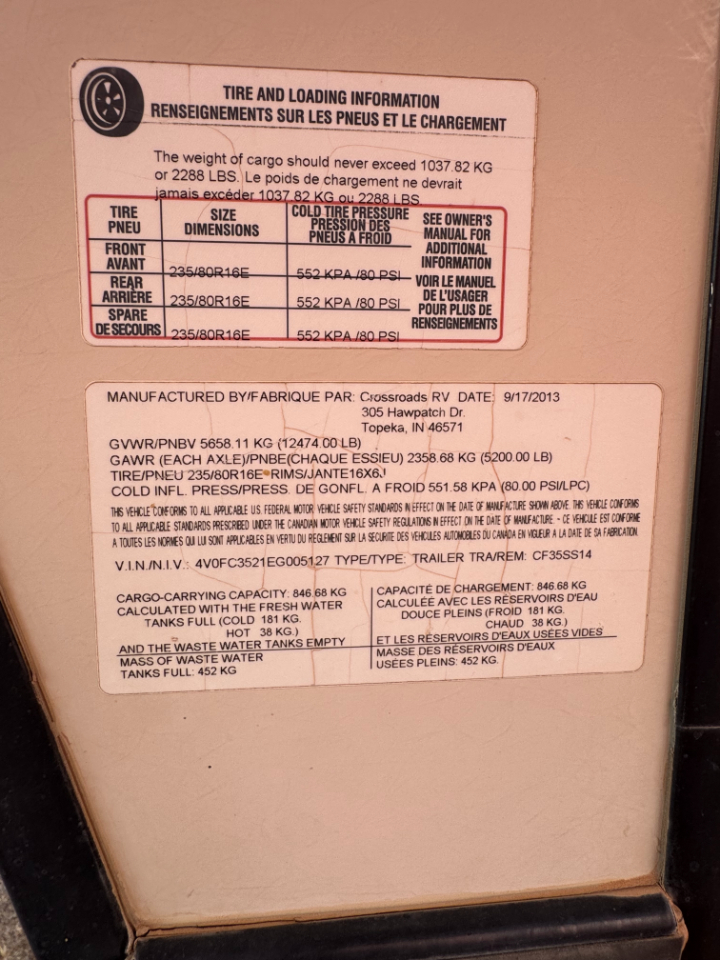 TIRE AND LOADING INFORMATION
RENSEIGNEMENTS SUR LES PNEUS ET LE CHARGEMENT
The weight of cargo should never exceed 1037.82 KG
or 2288 LBS. Le poids de chargement ne devrait
jamais excéder 1037.82 KG ou 2288 LBS.
TIRE
PNEU
SIZE
DIMENSIONS
COLD TIRE PRESSURE
PRESSION DES
PNEUS A FROID
FRONT
AVANT
235/80R16E
552 KPA /80 PSI
REAR
ARRIÈRE
235/80R16E
552 KPA /80 PSI
SPARE
DE SECOURS
235/80R16E
552 KPA /80 PSI
SEE OWNER'S
MANUAL FOR
ADDITIONAL
INFORMATION
VOIR LE MANUEL
DE L'USAGER
POUR PLUS DE
RENSEIGNEMENTS
MANUFACTURED BY/FABRIQUE PAR: Crossroads RV DATE: 9/17/2013
305 Hawpatch Dr.
Topeka, IN 46571
GVWR/PNBV 5658.11 KG (12474.00 LB)
GAWR (EACH AXLE)/PNBE(CHAQUE ESSIEU) 2358.68 KG (5200.00 LB)
TIRE/PNEU 235/80R16E RIMS/JANTE16X6J
COLD INFL. PRESS/PRESS. DE GONFL. A FROID 551.58 KPA (80.00 PSI/LPC)
THIS VEHICLE CONFORMS TO ALL APPLICABLE U.S. FEDERAL MOTOR VEHICLE SAFETY STANDARDS IN EFFECT ON THE DATE OF MANUFACTURE SHOWN ABOVE. THIS VEHICLE CONFORMS
TO ALL APPLICABLE STANDARDS PRESCRIBED UNDER THE CANADIAN MOTOR VEHICLE SAFETY REGULATIONS IN EFFECT ON THE DATE OF MANUFACTURE. - CE VEHICULE EST CONFORME
A TOUTES LES NORMES QUI LUI SONT APPLICABLES EN VERTU DU REGLEMENT SUR LA SECURITE DES VEHICULES AUTOMOBILES DU CANADA EN VIGUEUR A LA DATE DE SA FABRICATION.
V.I.N./N.I.V.: 4V0FC3521EG005127 TYPE/TYPE: TRAILER TRA/REM: CF35SS14
CARGO-CARRYING CAPACITY: 846.68 KG
CALCULATED WITH THE FRESH WATER
TANKS FULL (COLD 181 KG.
HOT 38 KG.)
AND THE WASTE WATER TANKS EMPTY
MASS OF WASTE WATER
TANKS FULL: 452 KG
CAPACITÉ DE CHARGEMENT: 846.68 KG
CALCULÉE AVEC LES RÉSERVOIRS D'EAU
DOUCE PLEINS (FROID 181 KG.
CHAUD 38 KG.)
ET LES RÉSERVOIRS D'EAUX USÉES VIDES
MASSE DES RÉSERVOIRS D'EAUX
USÉES PLEINS: 452 KG.